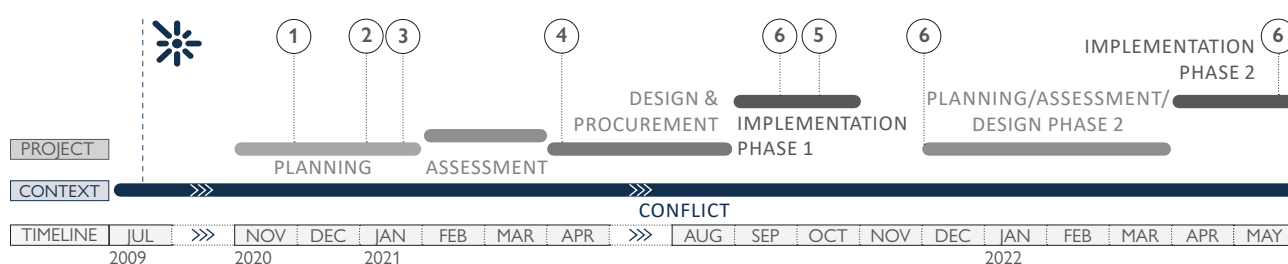 1 2 3 4 6 5 6 6
IMPLEMENTATION
PHASE 2
DESIGN &
PROCUREMENT
PLANNING/ASSESSMENT/
DESIGN PHASE 2
IMPLEMENTATION
PHASE 1
PROJECT
PLANNING
ASSESSMENT
CONTEXT
CONFLICT
TIMELINE JUL NOV DEC JAN FEB MAR APR AUG SEP OCT NOV DEC JAN FEB MAR APR MAY
2009 2020 2021 2022